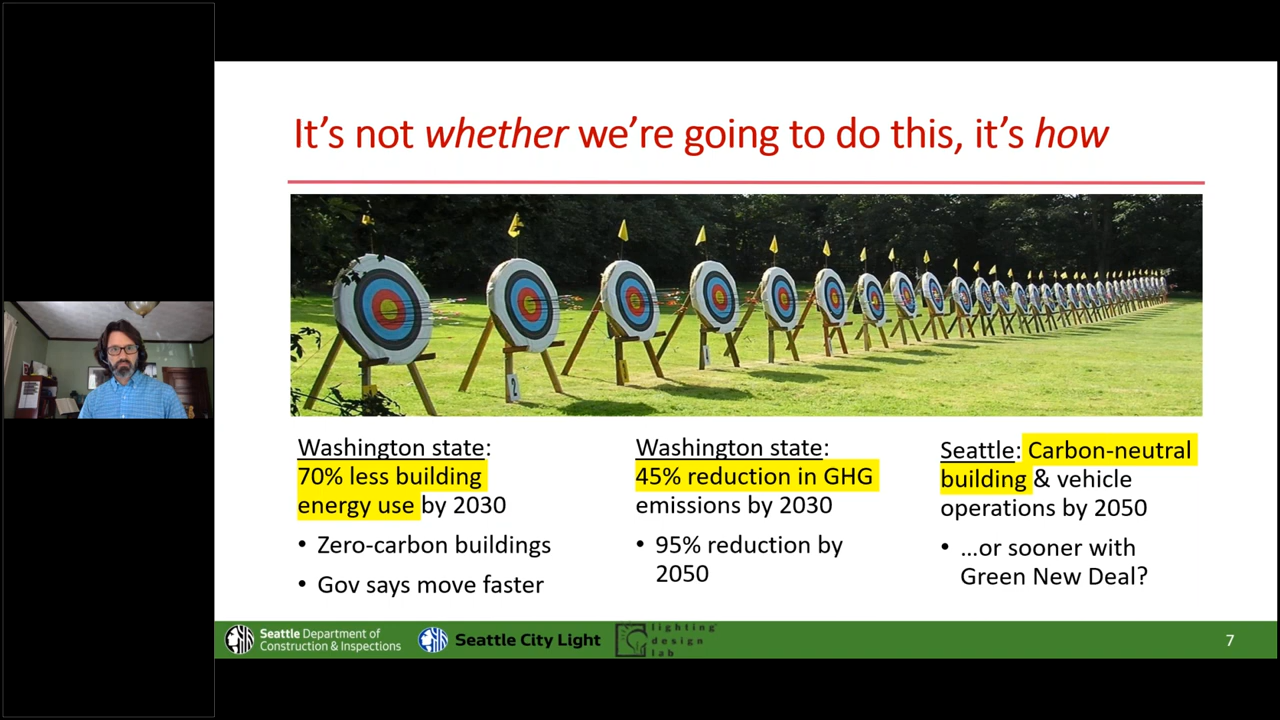 It's not whether we're going to do this, it's how
2
Washington state:
70% less building
energy use by 2030
• Zero-carbon buildings
• Gov says move faster
Washington state:
45% reduction in GHG
emissions by 2030
• 95% reduction by
2050
Seattle: Carbon-neutral
building & vehicle
operations by 2050
• ...or sooner with
Green New Deal?
Seattle Department of
Construction & Inspections
Seattle City Light
lighting
design
lab
7